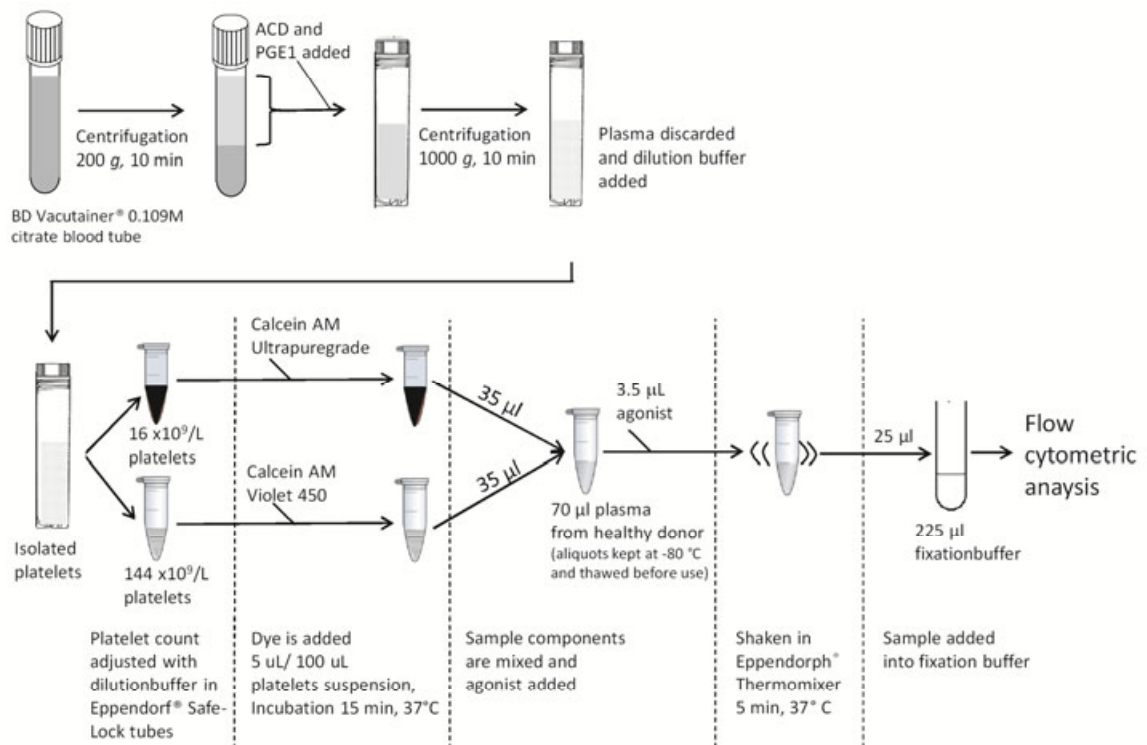 ACD and
PGE1 added
Centrifugation
200 g, 10 min
Centrifugation
1000 g, 10 min
Plasma discarded
and dilution buffer
added
BD Vacutainer® 0.109M
citrate blood tube
Calcein AM
Ultrapuregrade
35 µl
3.5 µL
agonist
25 µl
Flow
cytometric
anaysis
16 x10⁹/L
platelets
Calcein AM
Violet 450
35 µl
70 µl plasma
from healthy donor
(aliquots kept at -80 °C
and thawed before use)
225 µl
fixationbuffer
Isolated
platelets
144 x10⁹/L
platelets
Platelet count
adjusted with
dilutionbuffer in
Eppendorf® Safe-
Lock tubes
Dye is added
5 uL/ 100 uL
platelets suspension,
Incubation 15 min, 37°C
Sample components
are mixed and
agonist added
Shaken in
Eppendorph®
Thermomixer
5 min, 37° C
Sample added
into fixation buffer